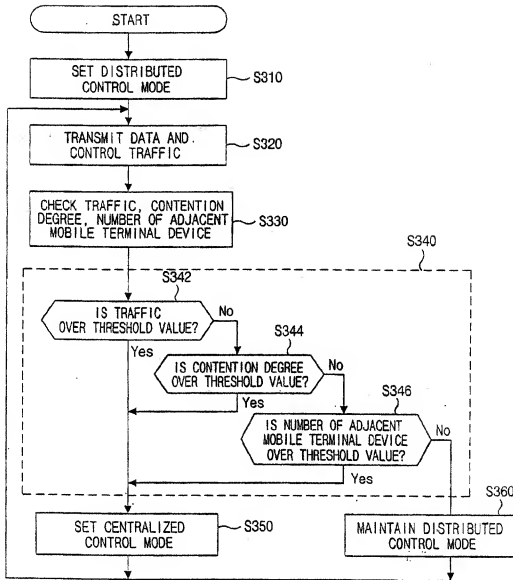 START
SET DISTRIBUTED
CONTROL MODE
S310
TRANSMIT DATA AND
CONTROL TRAFFIC
S320
CHECK TRAFFIC, CONTENTION
DEGREE, NUMBER OF ADJACENT
MOBILE TERMINAL DEVICE
S330
S340
S342
IS TRAFFIC
OVER THRESHOLD VALUE?
No
Yes
S344
IS CONTENTION DEGREE
OVER THRESHOLD VALUE?
No
Yes
S346
IS NUMBER OF ADJACENT
MOBILE TERMINAL DEVICE
OVER THRESHOLD VALUE?
No
Yes
SET CENTRALIZED
CONTROL MODE
S350
S360
MAINTAIN DISTRIBUTED
CONTROL MODE